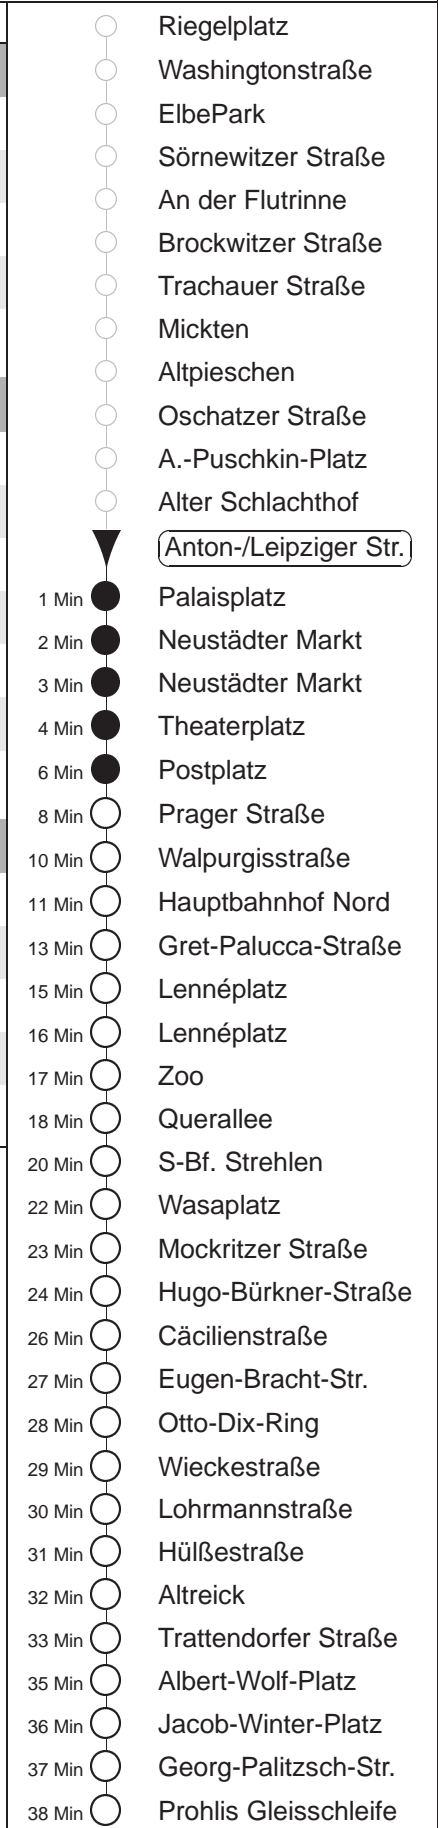 Riegelplatz
Washingtonstraße
ElbePark
Sörnewitzer Straße
An der Flutrinne
Brockwitzer Straße
Trachauer Straße
Mickten
Altpieschen
Oschatzer Straße
A.-Puschkin-Platz
Alter Schlachthof
Anton-/Leipziger Str.
1 Min Palaisplatz
2 Min Neustädter Markt
3 Min Neustädter Markt
4 Min Theaterplatz
6 Min Postplatz
8 Min Prager Straße
10 Min Walpurgisstraße
11 Min Hauptbahnhof Nord
13 Min Gret-Palucca-Straße
15 Min Lennéplatz
16 Min Lennéplatz
17 Min Zoo
18 Min Querallee
20 Min S-Bf. Strehlen
22 Min Wasaplatz
23 Min Mockritzer Straße
24 Min Hugo-Bürkner-Straße
26 Min Cäcilienstraße
27 Min Eugen-Bracht-Str.
28 Min Otto-Dix-Ring
29 Min Wieckestraße
30 Min Lohrmannstraße
31 Min Hülßestraße
32 Min Altreick
33 Min Trattendorfer Straße
35 Min Albert-Wolf-Platz
36 Min Jacob-Winter-Platz
37 Min Georg-Palitzsch-Str.
38 Min Prohlis Gleisschleife